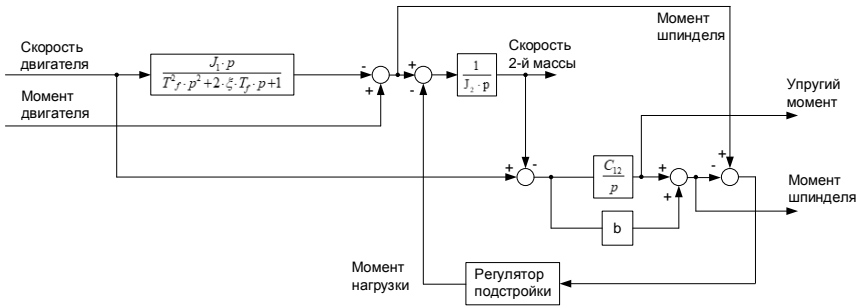 Момент
шпинделя
Скорость
двигателя
J₁·p
T²f·p²+2·ξ·Tf·p+1
Скорость
2-й массы
1
J₂·p
Упругий
момент
Момент
двигателя
- + + -
+ - + + - +
C₁₂
p
b
Момент
шпинделя
Момент
нагрузки
Регулятор
подстройки